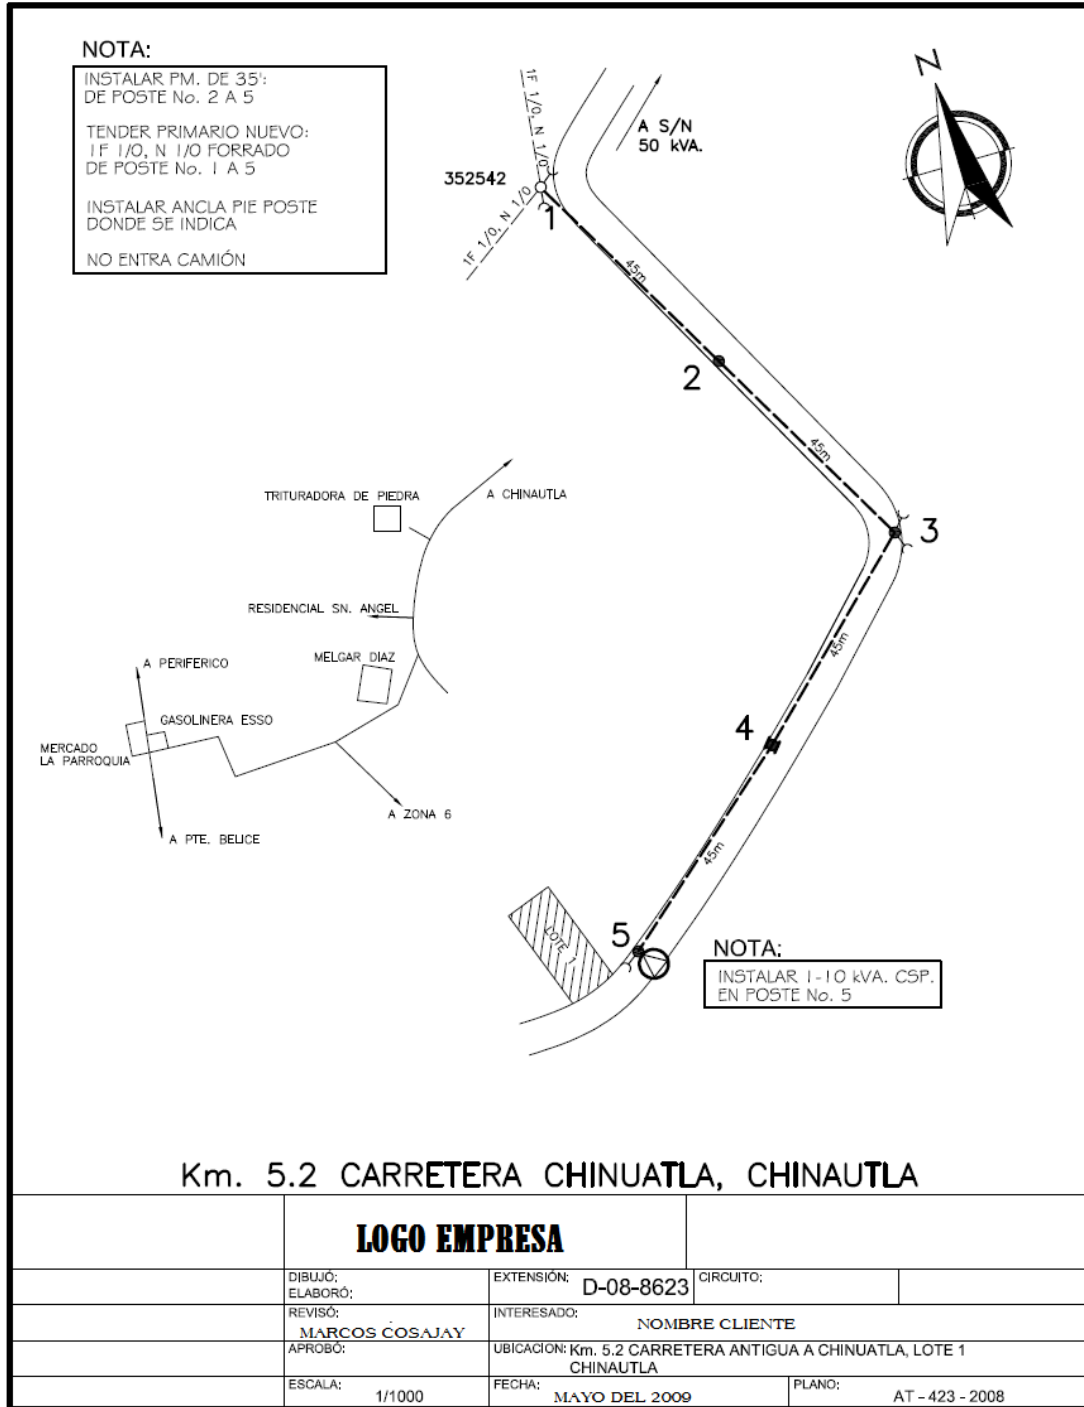 NOTA:
INSTALAR PM. DE 35':
DE POSTE No. 2 A 5
TENDER PRIMARIO NUEVO:
1F 1/0, N 1/0 FORRADO
DE POSTE No. 1 A 5
INSTALAR ANCLA PIE POSTE
DONDE SE INDICA
NO ENTRA CAMIÓN
N
1F 1/0, N 1/0
A S/N
50 kVA.
352542
1
1F 1/0, N 1/0
45m
2
45m
3
TRITURADORA DE PIEDRA
A CHINAUTLA
RESIDENCIAL SN. ANGEL
45m
MELGAR DIAZ
A PERIFERICO
GASOLINERA ESSO
MERCADO
LA PARROQUIA
4
A ZONA 6
A PTE. BELICE
45m
LOTE 1
5
NOTA:
INSTALAR 1-10 kVA. CSP.
EN POSTE No. 5
Km. 5.2 CARRETERA CHINUATLA, CHINAUTLA
LOGO EMPRESA
DIBUJÓ:
ELABORÓ:
EXTENSIÓN: D-08-8623
CIRCUITO:
REVISÓ:
MARCOS COSAJAY
INTERESADO:
NOMBRE CLIENTE
APROBÓ:
UBICACION: Km. 5.2 CARRETERA ANTIGUA A CHINUATLA, LOTE 1
CHINAUTLA
ESCALA:
1/1000
FECHA:
MAYO DEL 2009
PLANO:
AT - 423 - 2008